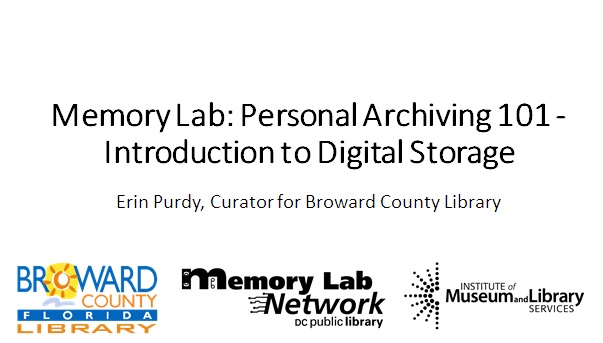 Memory Lab: Personal Archiving 101 -
Introduction to Digital Storage
Erin Purdy, Curator for Broward County Library
BROWARD
COUNTY
FLORIDA
LIBRARY
Memory Lab
Network
DC public library
INSTITUTE of
Museum and Library
SERVICES